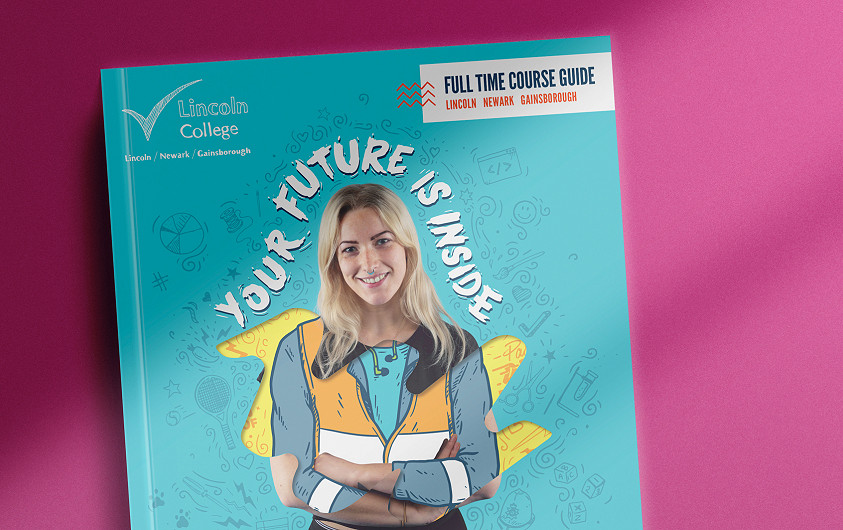 Lincoln
College
Lincoln / Newark / Gainsborough
FULL TIME COURSE GUIDE
LINCOLN NEWARK GAINSBOROUGH
YOUR FUTURE IS INSIDE